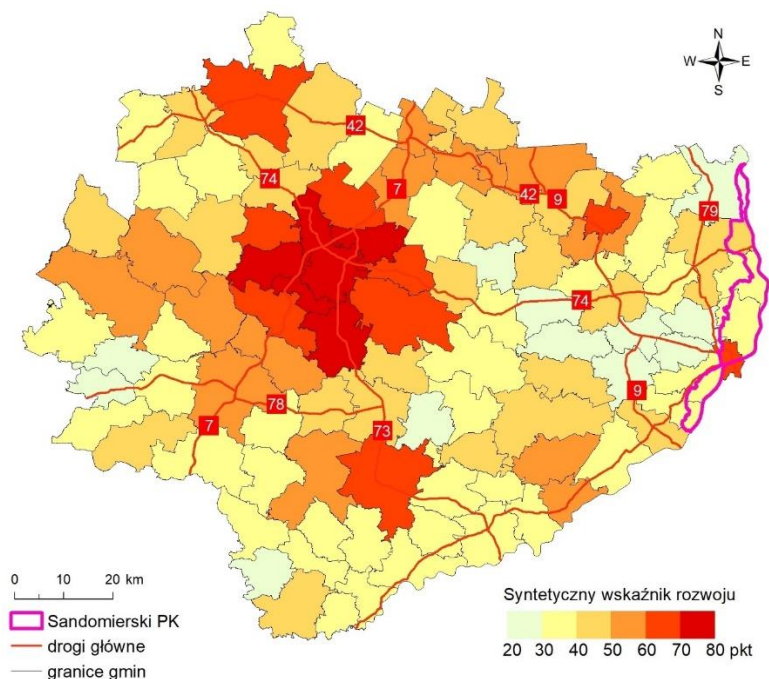 N
W E
S
42
74
7
42
9
79
74
9
78
7
73
0 10 20 km
Sandomierski PK
drogi główne
granice gmin
Syntetyczny wskaźnik rozwoju
20 30 40 50 60 70 80 pkt